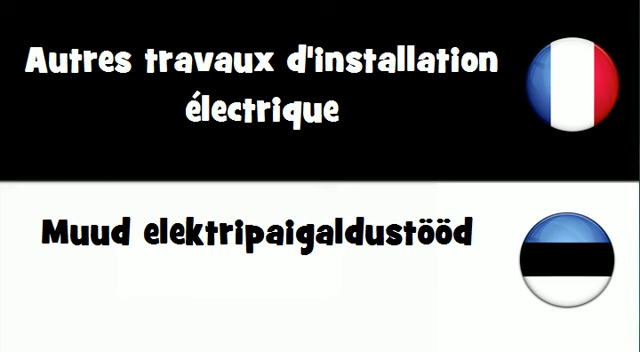 Autres travaux d'installation
électrique
Muud elektripaigaldustööd